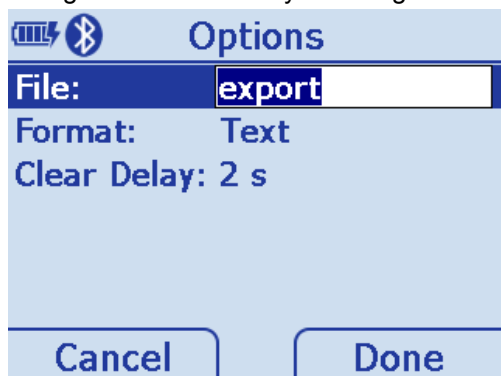 Options
File: export
Format: Text
Clear Delay: 2 s
Cancel Done